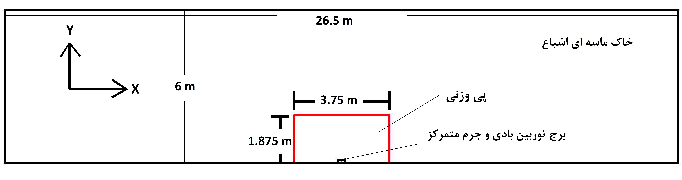 26.5 m
Y
خاک ماسه ای اشباع
X
6 m
3.75 m
پی وزنی
1.875 m
برج توربین بادی و جرم متمرکز